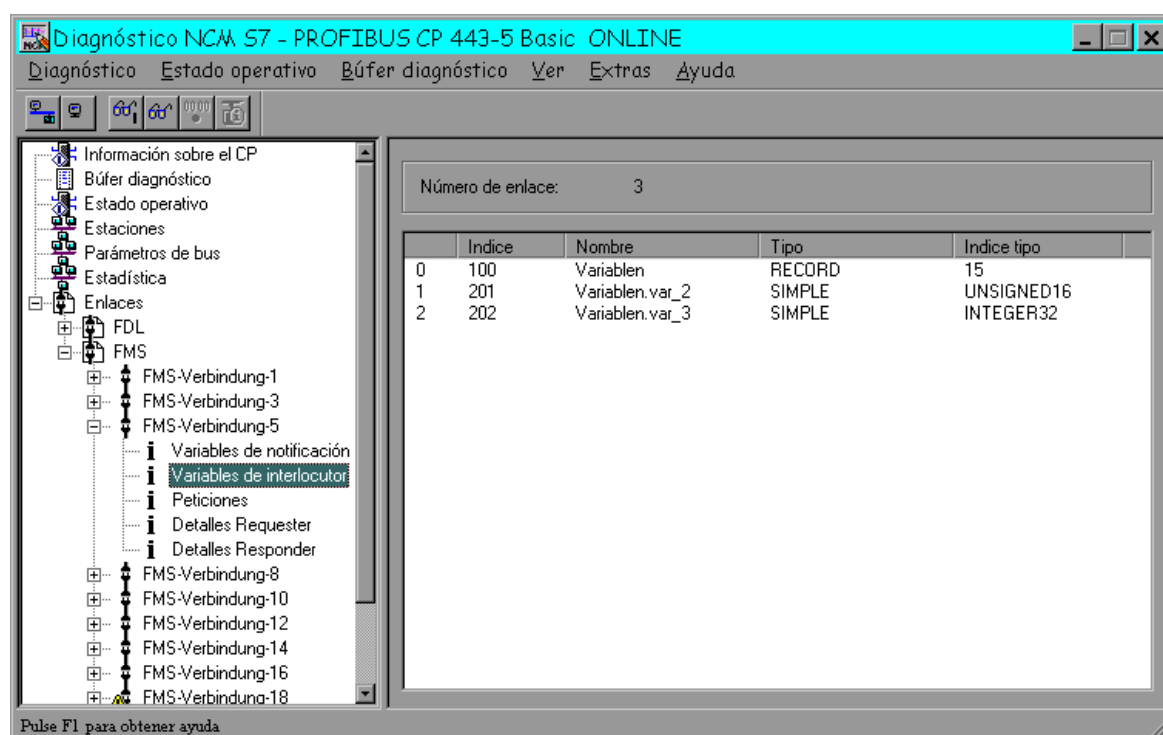 Diagnóstico NCM S7 - PROFIBUS CP 443-5 Basic ONLINE
Diagnóstico Estado operativo Búfer diagnóstico Ver Extras Ayuda
Información sobre el CP
Búfer diagnóstico
Estado operativo
Estaciones
Parámetros de bus
Estadística
Enlaces
FDL
FMS
FMS-Verbindung-1
FMS-Verbindung-3
FMS-Verbindung-5
Variables de notificación
Variables de interlocutor
Peticiones
Detalles Requester
Detalles Responder
FMS-Verbindung-8
FMS-Verbindung-10
FMS-Verbindung-12
FMS-Verbindung-14
FMS-Verbindung-16
FMS-Verbindung-18
Número de enlace: 3
Indice Nombre Tipo Indice tipo
0 100 Variablen RECORD 15
1 201 Variablen.var_2 SIMPLE UNSIGNED16
2 202 Variablen.var_3 SIMPLE INTEGER32
Pulse F1 para obtener ayuda